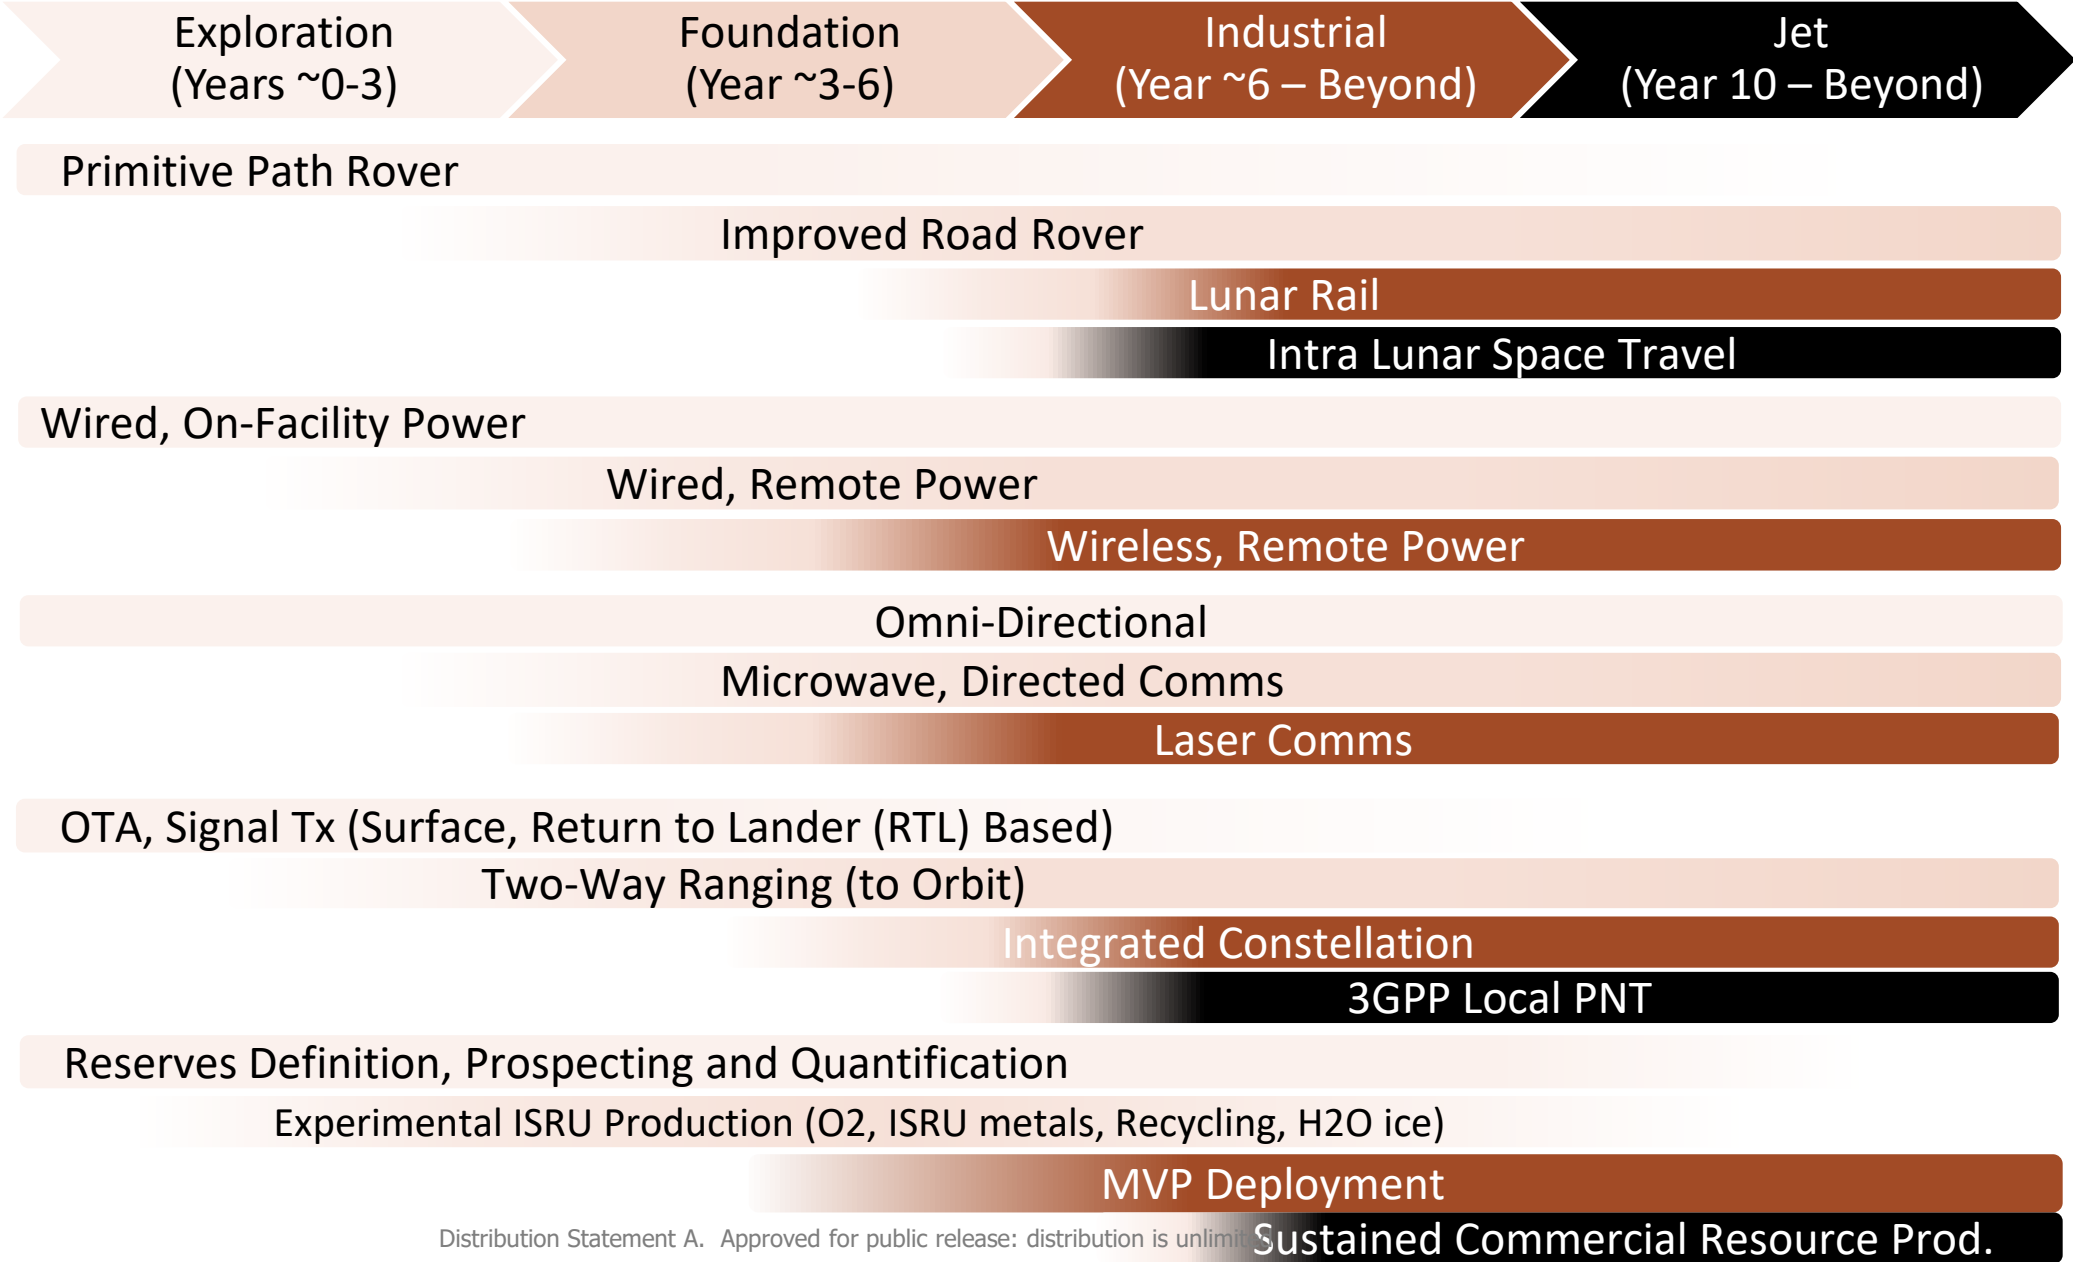 Exploration
(Years ~0-3)
Foundation
(Year ~3-6)
Industrial
(Year ~6 – Beyond)
Jet
(Year 10 – Beyond)
Primitive Path Rover
Improved Road Rover
Lunar Rail
Intra Lunar Space Travel
Wired, On-Facility Power
Wired, Remote Power
Wireless, Remote Power
Omni-Directional
Microwave, Directed Comms
Laser Comms
OTA, Signal Tx (Surface, Return to Lander (RTL) Based)
Two-Way Ranging (to Orbit)
Integrated Constellation
3GPP Local PNT
Reserves Definition, Prospecting and Quantification
Experimental ISRU Production (O2, ISRU metals, Recycling, H2O ice)
MVP Deployment
Sustained Commercial Resource Prod.
Distribution Statement A. Approved for public release: distribution is